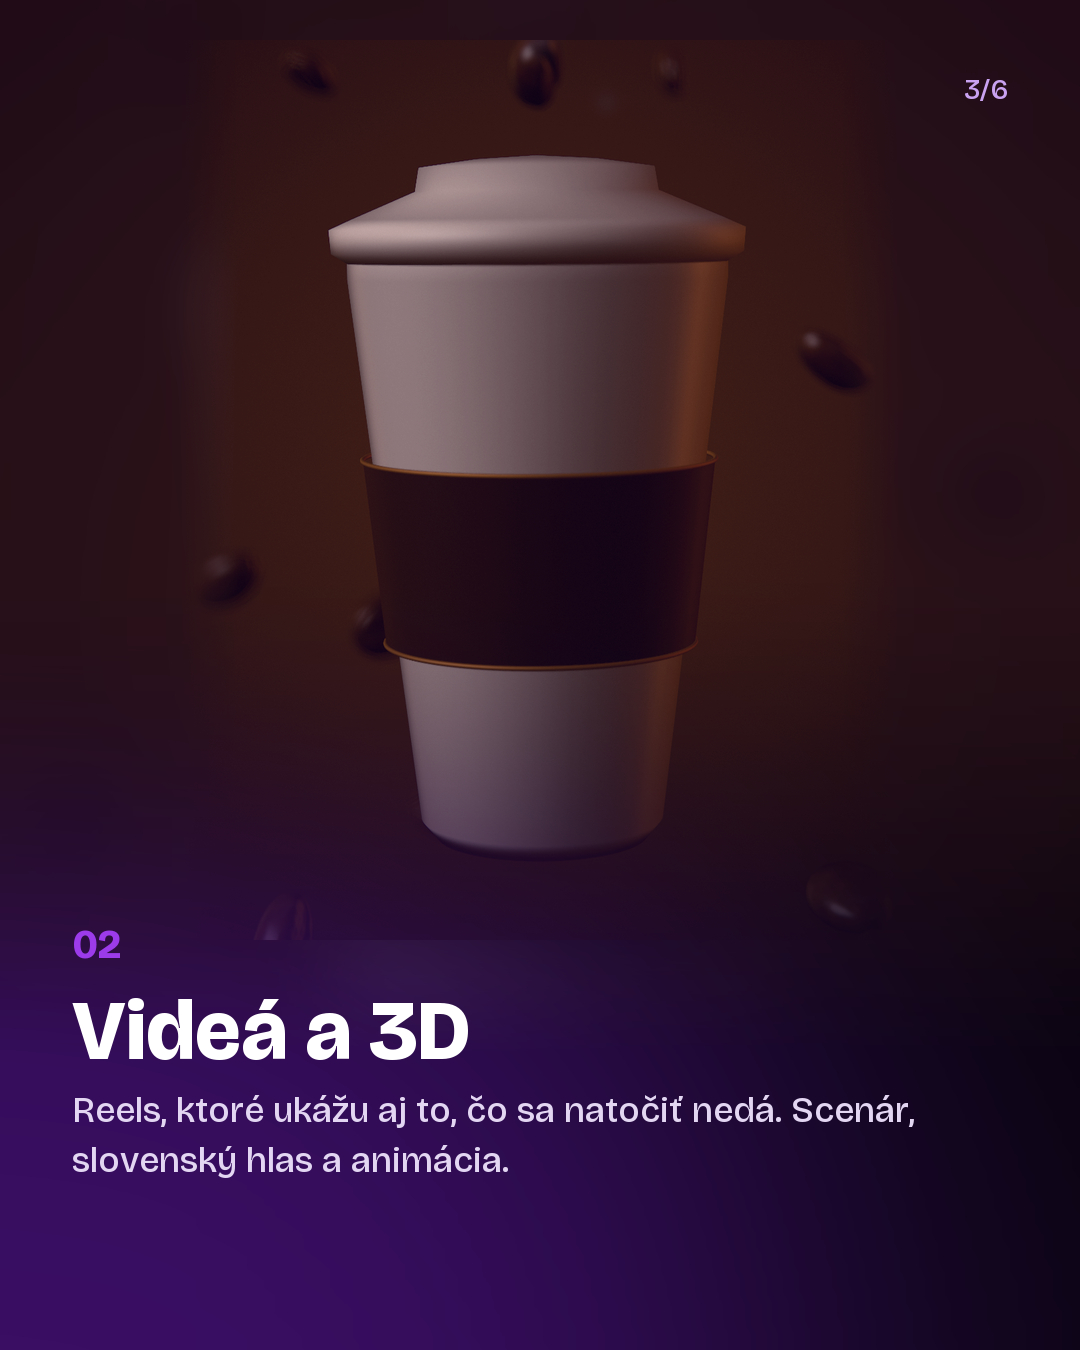 3/6
02
Videá a 3D
Reels, ktoré ukážu aj to, čo sa natočiť nedá. Scenár,
slovenský hlas a animácia.